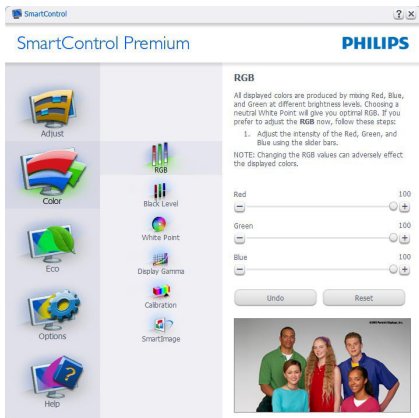 SmartControl
? ×
SmartControl Premium
PHILIPS
Adjust
Color
Eco
Options
Help
RGB
Black Level
White Point
Display Gamma
Calibration
SmartImage
RGB
All displayed colors are produced by mixing Red, Blue,
and Green at different brightness levels. Choosing a
neutral White Point will give you optimal RGB. If you
prefer to adjust the RGB now, follow these steps:
1. Adjust the intensity of the Red, Green, and
Blue using the slider bars.
NOTE: Changing the RGB values can adversely effect
the displayed colors.
Red 100
Green 100
Blue 100
Undo Reset